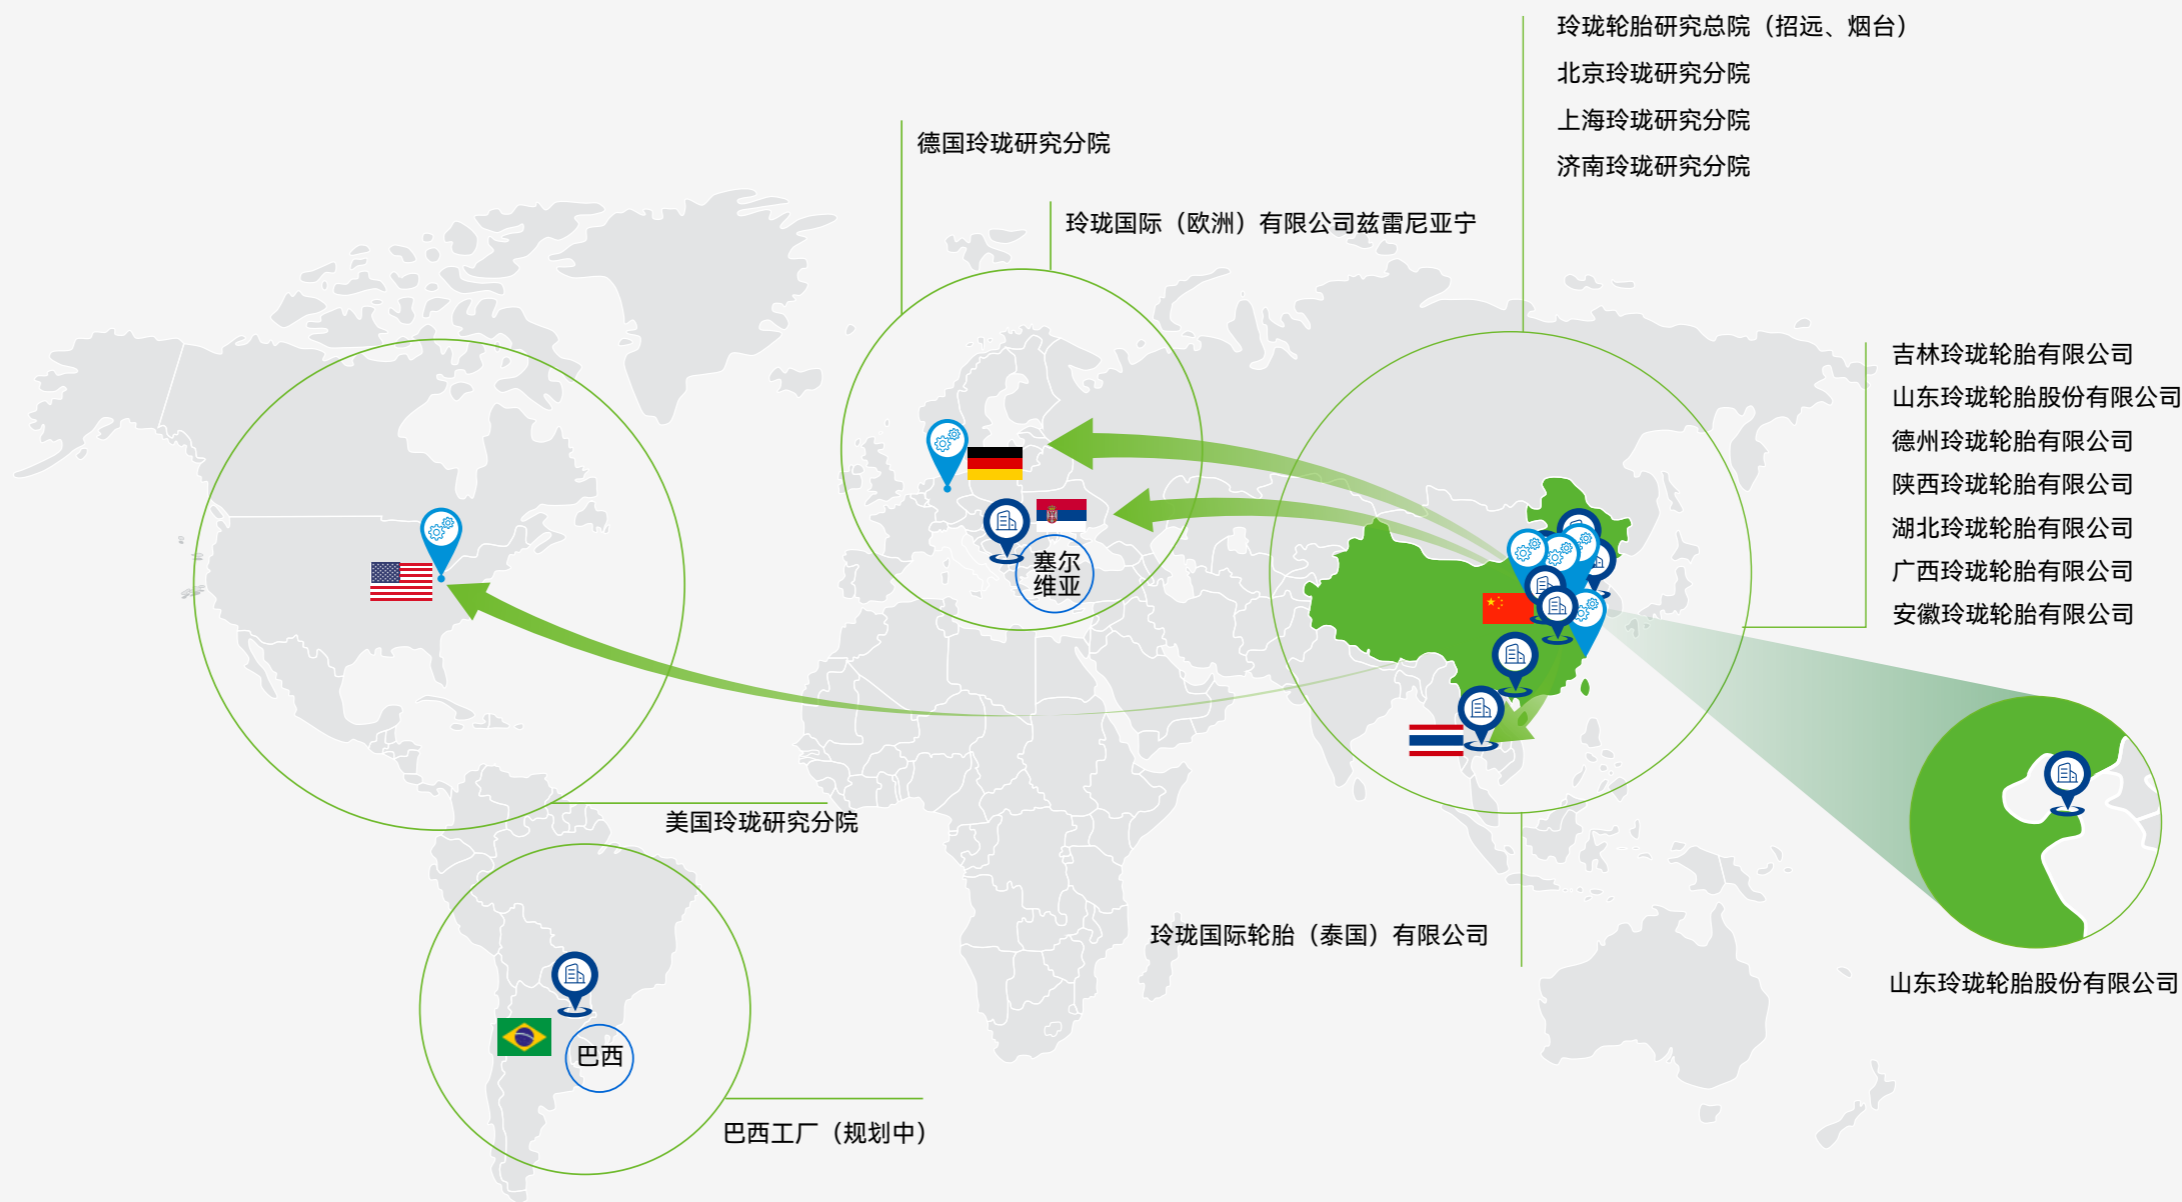 玲珑轮胎研究总院（招远、烟台）
北京玲珑研究分院
上海玲珑研究分院
济南玲珑研究分院
德国玲珑研究分院
玲珑国际（欧洲）有限公司兹雷尼亚宁
吉林玲珑轮胎有限公司
山东玲珑轮胎股份有限公司
德州玲珑轮胎有限公司
陕西玲珑轮胎有限公司
湖北玲珑轮胎有限公司
广西玲珑轮胎有限公司
安徽玲珑轮胎有限公司
塞尔
维亚
美国玲珑研究分院
玲珑国际轮胎（泰国）有限公司
山东玲珑轮胎股份有限公司
巴西
巴西工厂（规划中）